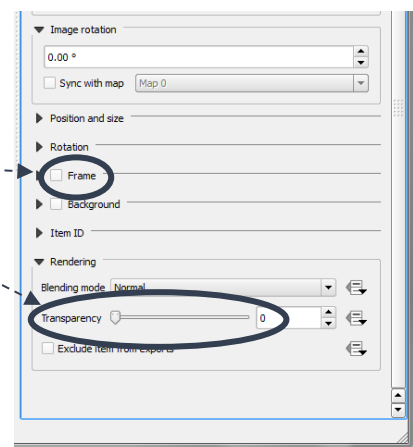 Image rotation
0.00 °
Sync with map Map 0
Position and size
Rotation
Frame
Background
Item ID
Rendering
Blending mode Normal
Transparency 0
Exclude item from exports